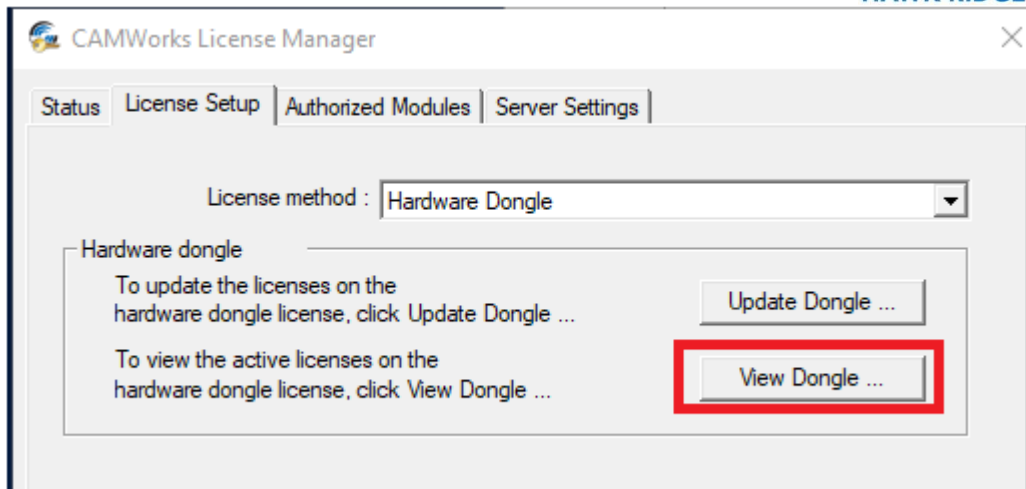 CAMWorks License Manager
Status License Setup Authorized Modules Server Settings
License method : Hardware Dongle
Hardware dongle
To update the licenses on the
hardware dongle license, click Update Dongle ...
Update Dongle ...
To view the active licenses on the
hardware dongle license, click View Dongle ...
View Dongle ...